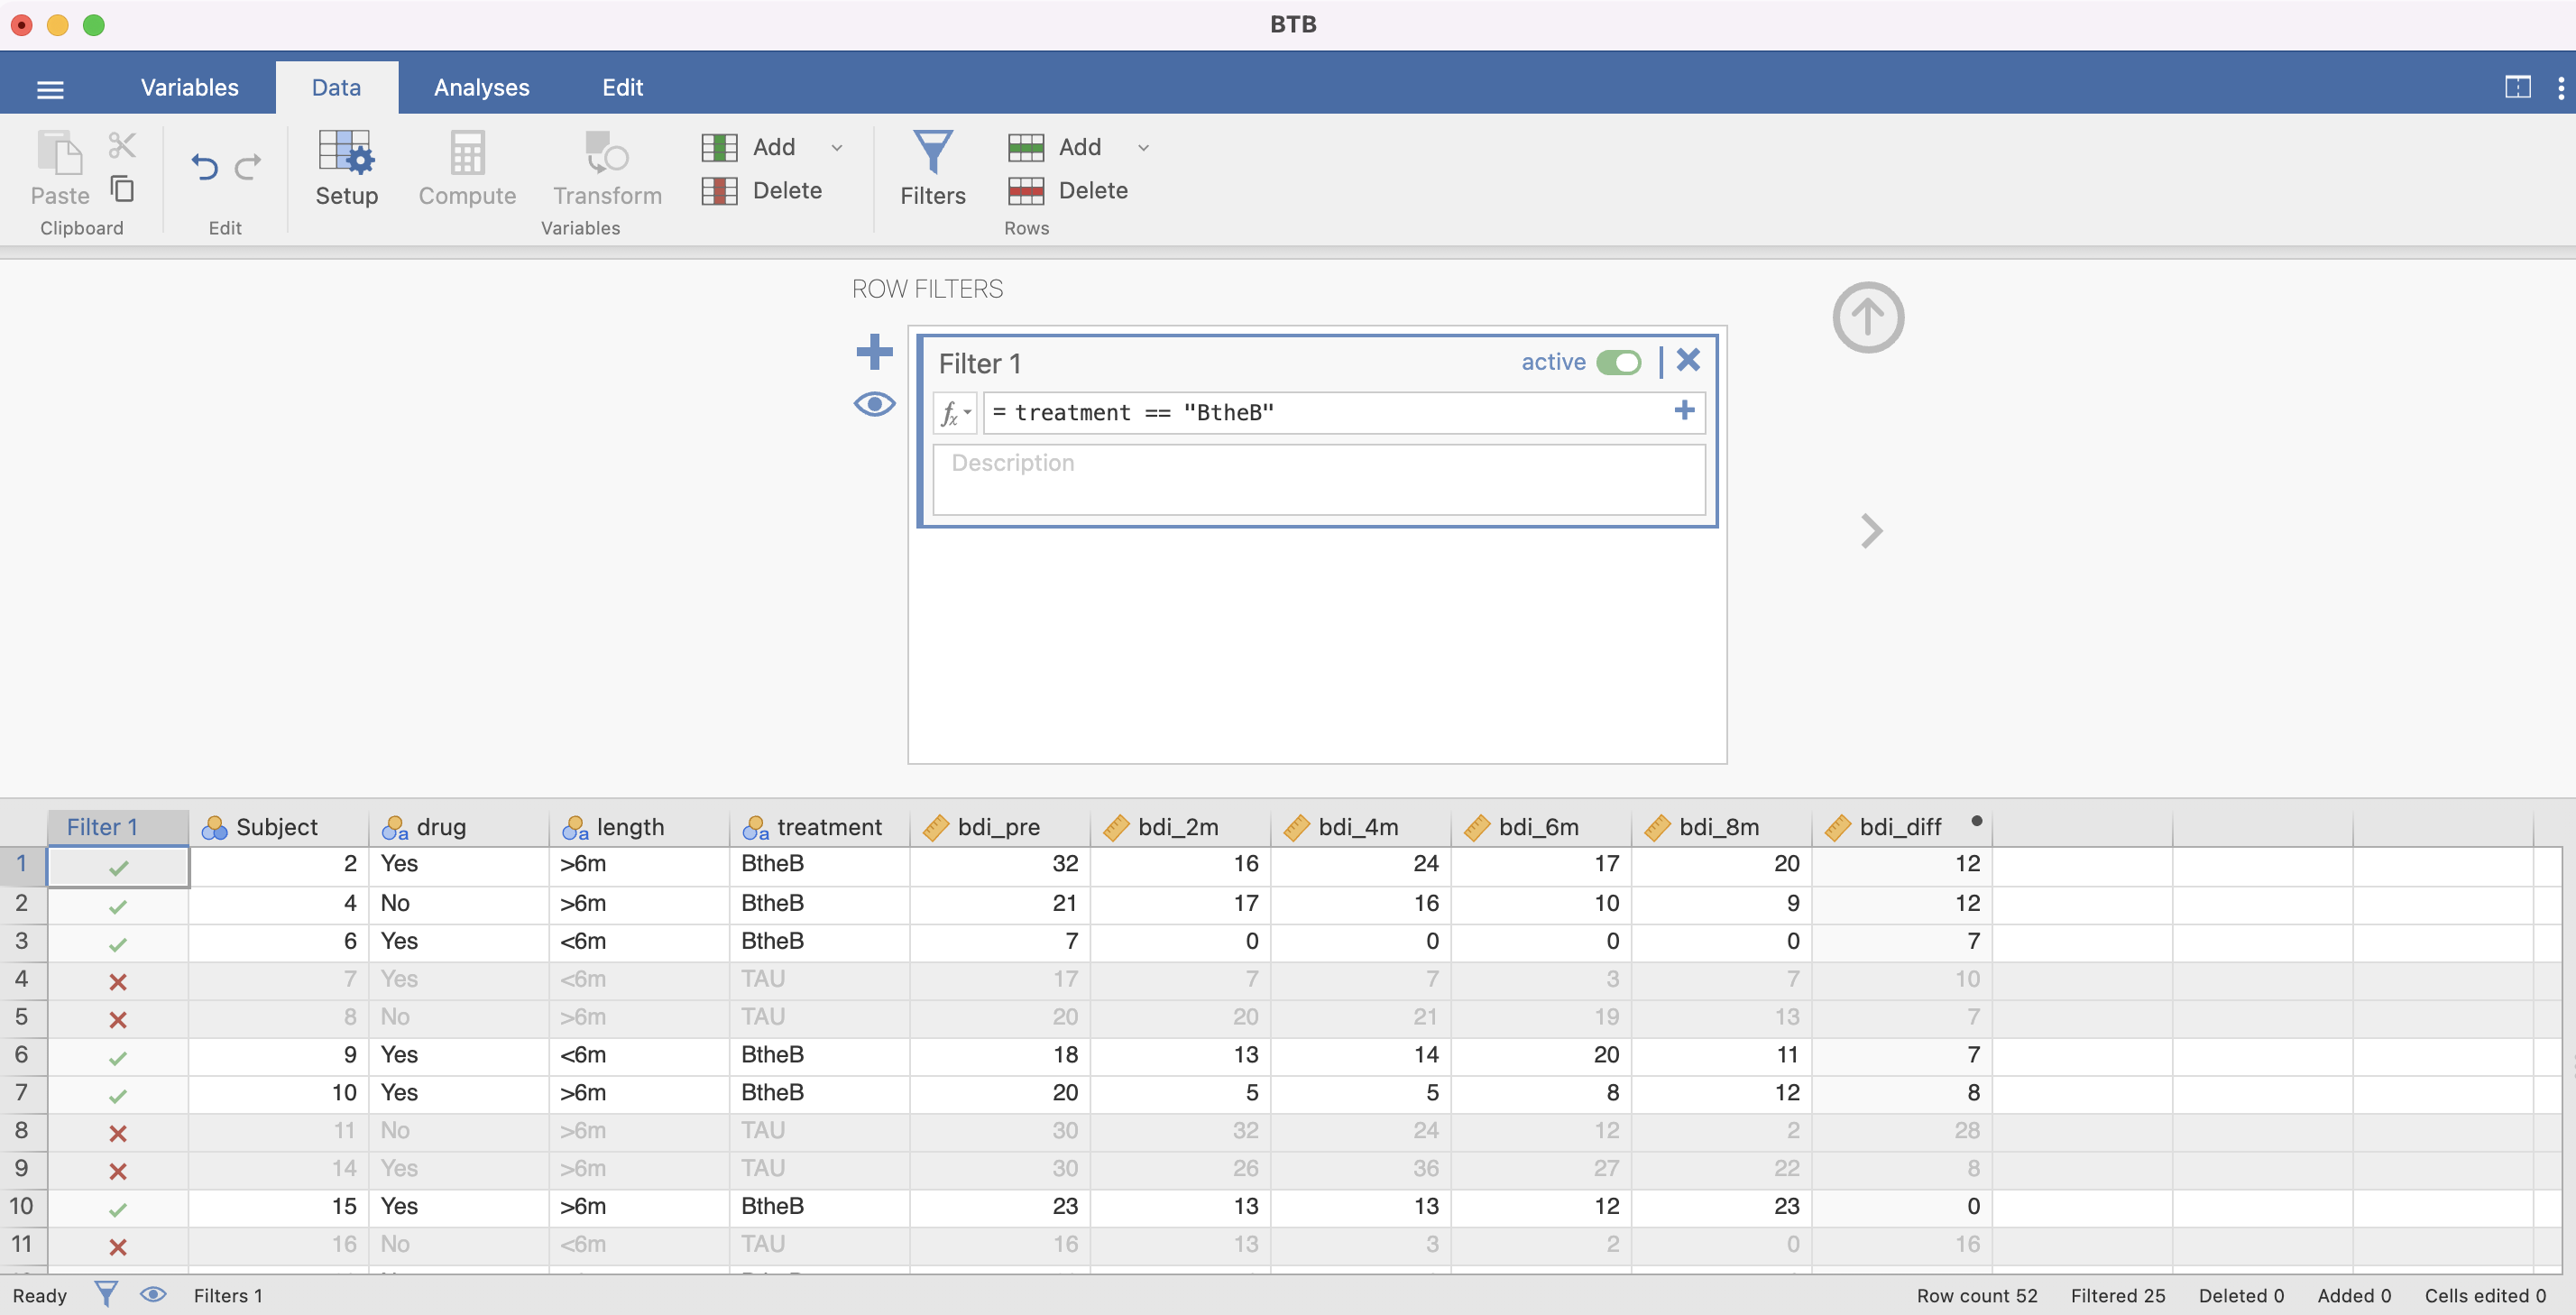 BTB
Variables Data Analyses Edit
Paste Setup Compute Transform Add Delete Filters Add Delete
Clipboard Edit Variables Rows
ROW FILTERS
Filter 1 active
fx = treatment == "BtheB"
Description
Filter 1 Subject drug length treatment bdi_pre bdi_2m bdi_4m bdi_6m bdi_8m bdi_diff
1 2 Yes >6m BtheB 32 16 24 17 20 12
2 4 No >6m BtheB 21 17 16 10 9 12
3 6 Yes <6m BtheB 7 0 0 0 0 7
4 7 Yes <6m TAU 17 7 7 3 7 10
5 8 No >6m TAU 20 20 21 19 13 7
6 9 Yes <6m BtheB 18 13 14 20 11 7
7 10 Yes >6m BtheB 20 5 5 8 12 8
8 11 No >6m TAU 30 32 24 12 2 28
9 14 Yes >6m TAU 30 26 36 27 22 8
10 15 Yes >6m BtheB 23 13 13 12 23 0
11 16 No <6m TAU 16 13 3 2 0 16
Ready Filters 1 Row count 52 Filtered 25 Deleted 0 Added 0 Cells edited 0